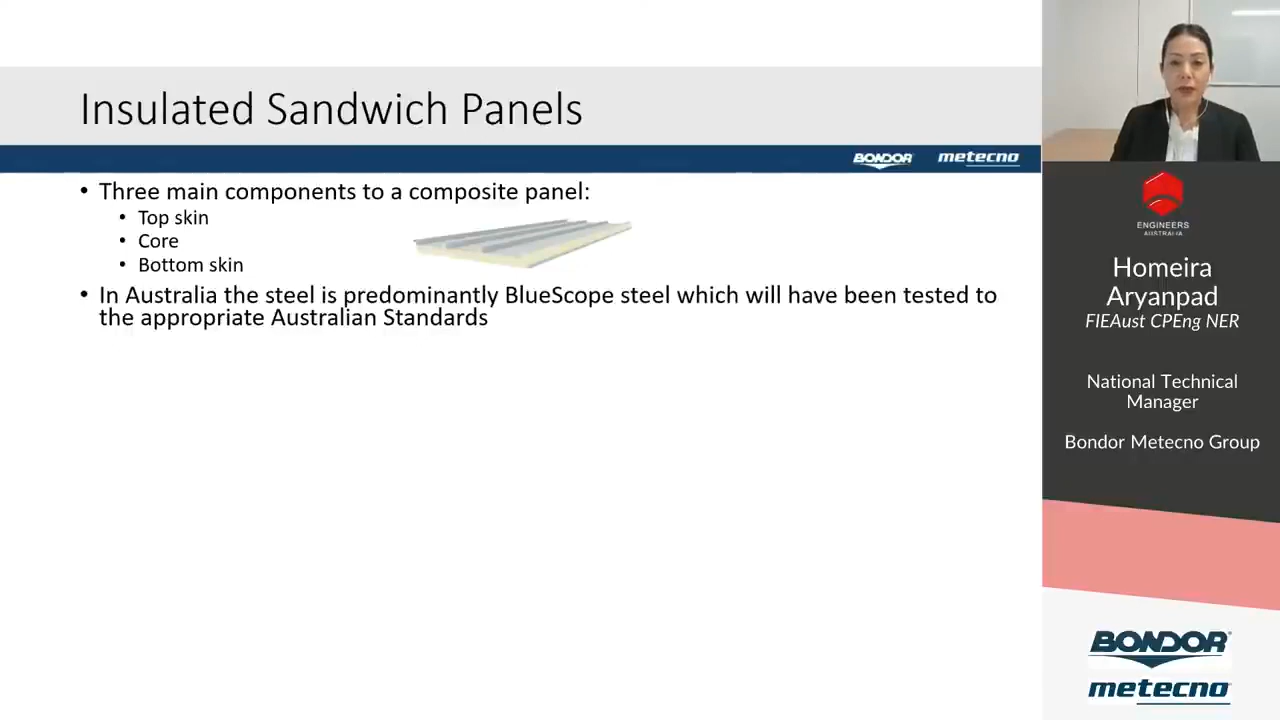 Insulated Sandwich Panels
BONDOR metecno
• Three main components to a composite panel:
• Top skin
• Core
• Bottom skin
• In Australia the steel is predominantly BlueScope steel which will have been tested to
the appropriate Australian Standards
ENGINEERS
AUSTRALIA
Homeira
Aryanpad
FIEAust CPEng NER
National Technical
Manager
Bondor Metecno Group
BONDOR
metecno